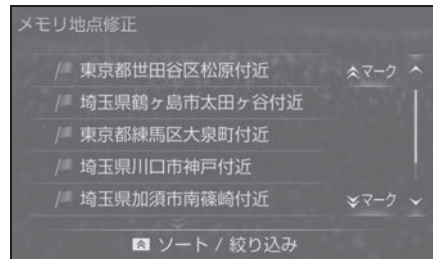 メモリ地点修正
東京都世田谷区松原付近 マーク
埼玉県鶴ヶ島市太田ヶ谷付近
東京都練馬区大泉町付近
埼玉県川口市神戸付近
埼玉県加須市南篠崎付近 マーク
ソート / 絞り込み